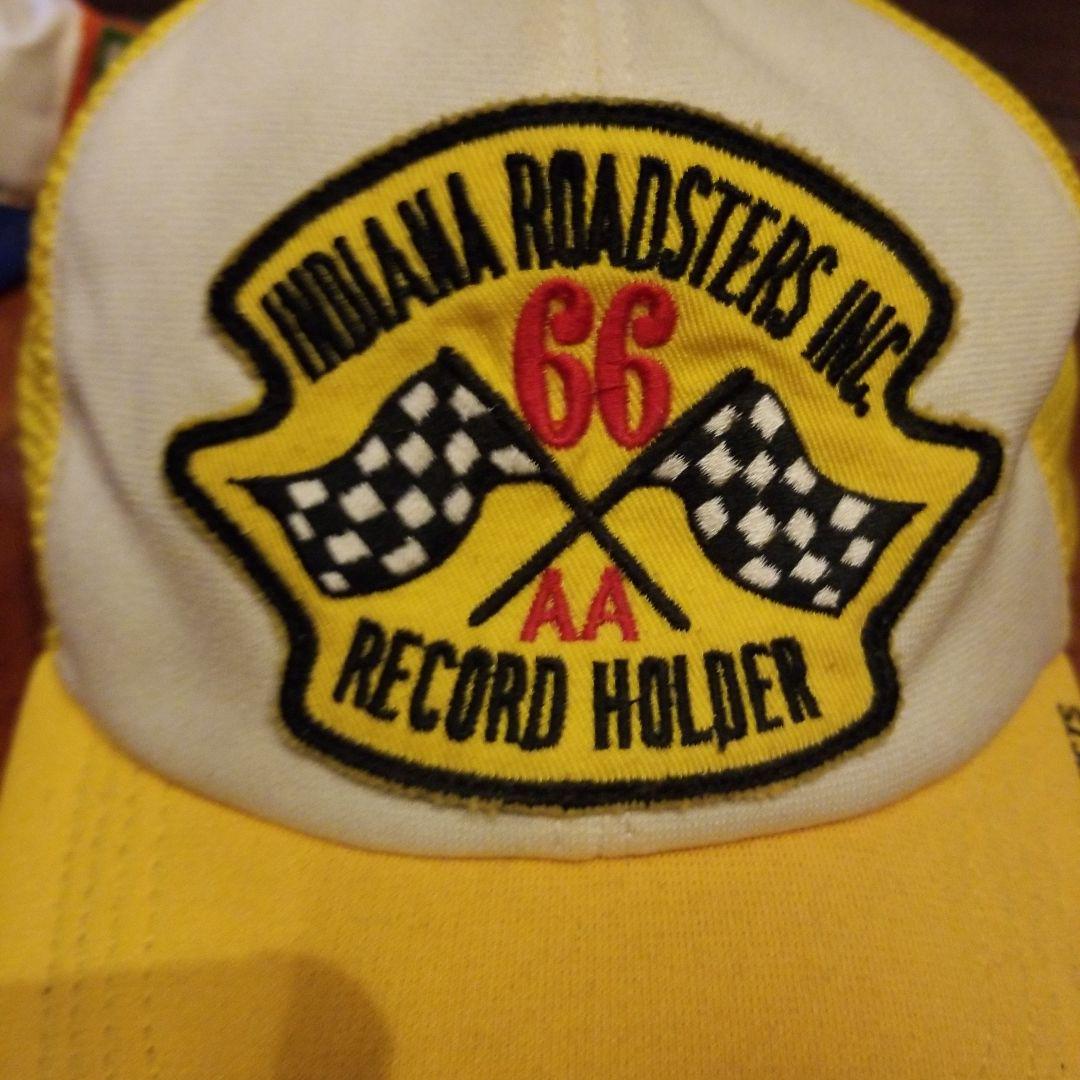 INDIANA ROADSTERS INC.
66
AA
RECORD HOLDER